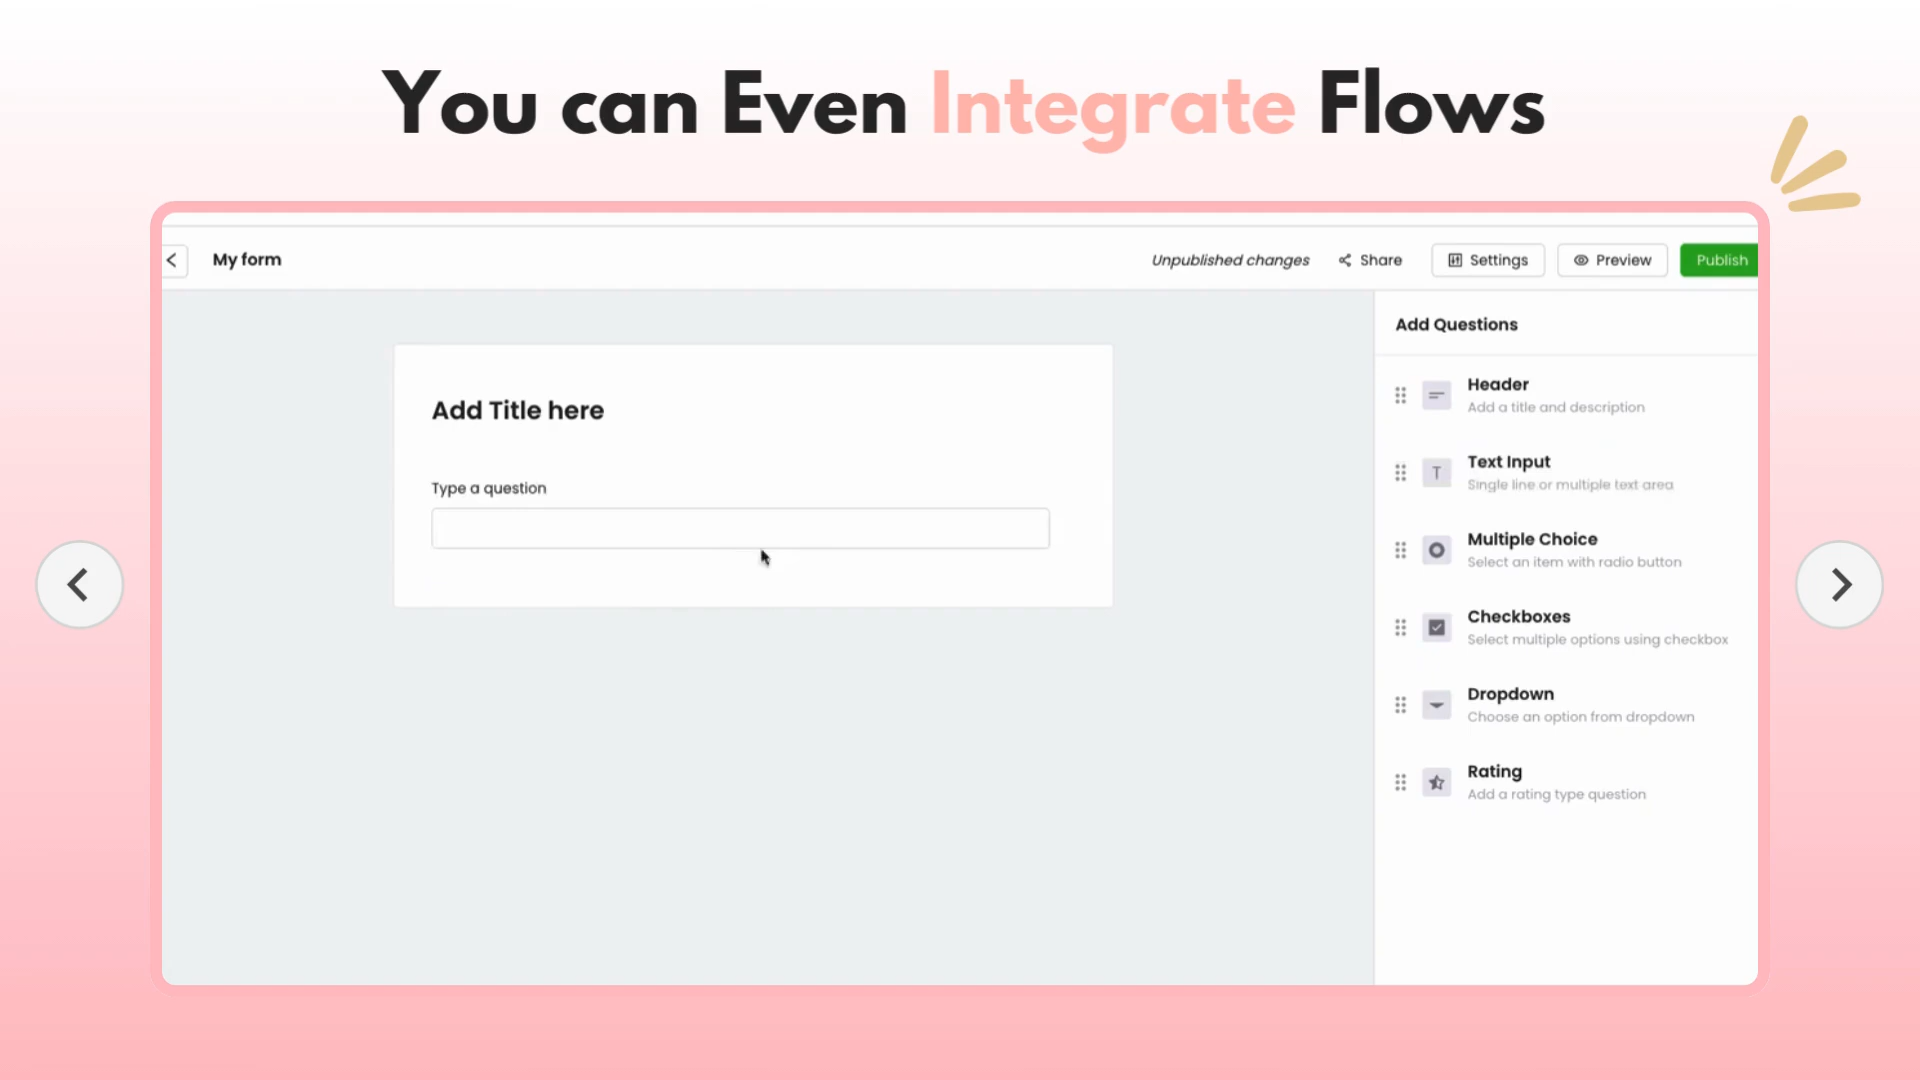 You can Even Integrate Flows
My form
Unpublished changes
Share
Settings
Preview
Publish
Add Title here
Type a question
Add Questions
Header
Add a title and description
Text Input
Single line or multiple text area
Multiple Choice
Select an item with radio button
Checkboxes
Select multiple options using checkbox
Dropdown
Choose an option from dropdown
Rating
Add a rating type question